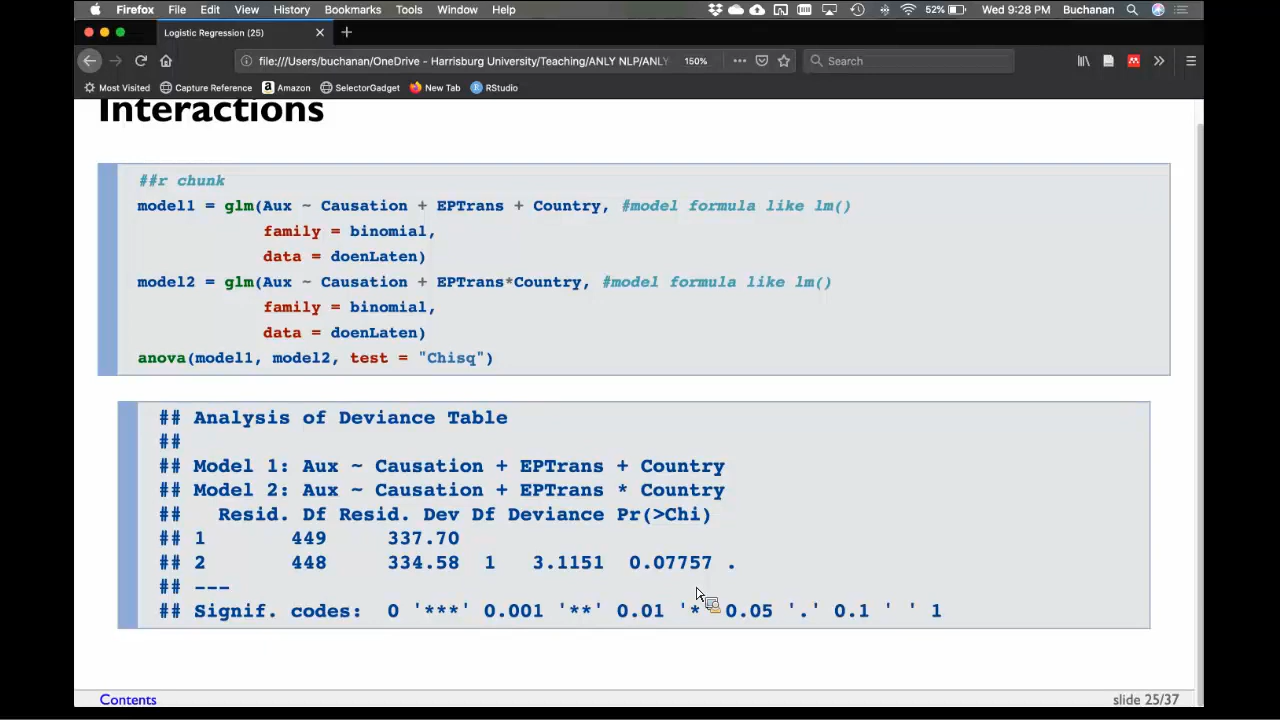 Firefox File Edit View History Bookmarks Tools Window Help 52% Wed 9:28 PM Buchanan
Logistic Regression (25)
file:///Users/buchanan/OneDrive - Harrisburg University/Teaching/ANLY NLP/ANLY 150% Search
Most Visited Capture Reference Amazon SelectorGadget New Tab RStudio
Interactions
##r chunk
model1 = glm(Aux ~ Causation + EPTrans + Country, #model formula like lm()
family = binomial,
data = doenLaten)
model2 = glm(Aux ~ Causation + EPTrans*Country, #model formula like lm()
family = binomial,
data = doenLaten)
anova(model1, model2, test = "Chisq")
## Analysis of Deviance Table
##
## Model 1: Aux ~ Causation + EPTrans + Country
## Model 2: Aux ~ Causation + EPTrans * Country
## Resid. Df Resid. Dev Df Deviance Pr(>Chi)
## 1 449 337.70
## 2 448 334.58 1 3.1151 0.07757 .
## ---
## Signif. codes: 0 '***' 0.001 '**' 0.01 '* 0.05 '.' 0.1 ' ' 1
Contents slide 25/37